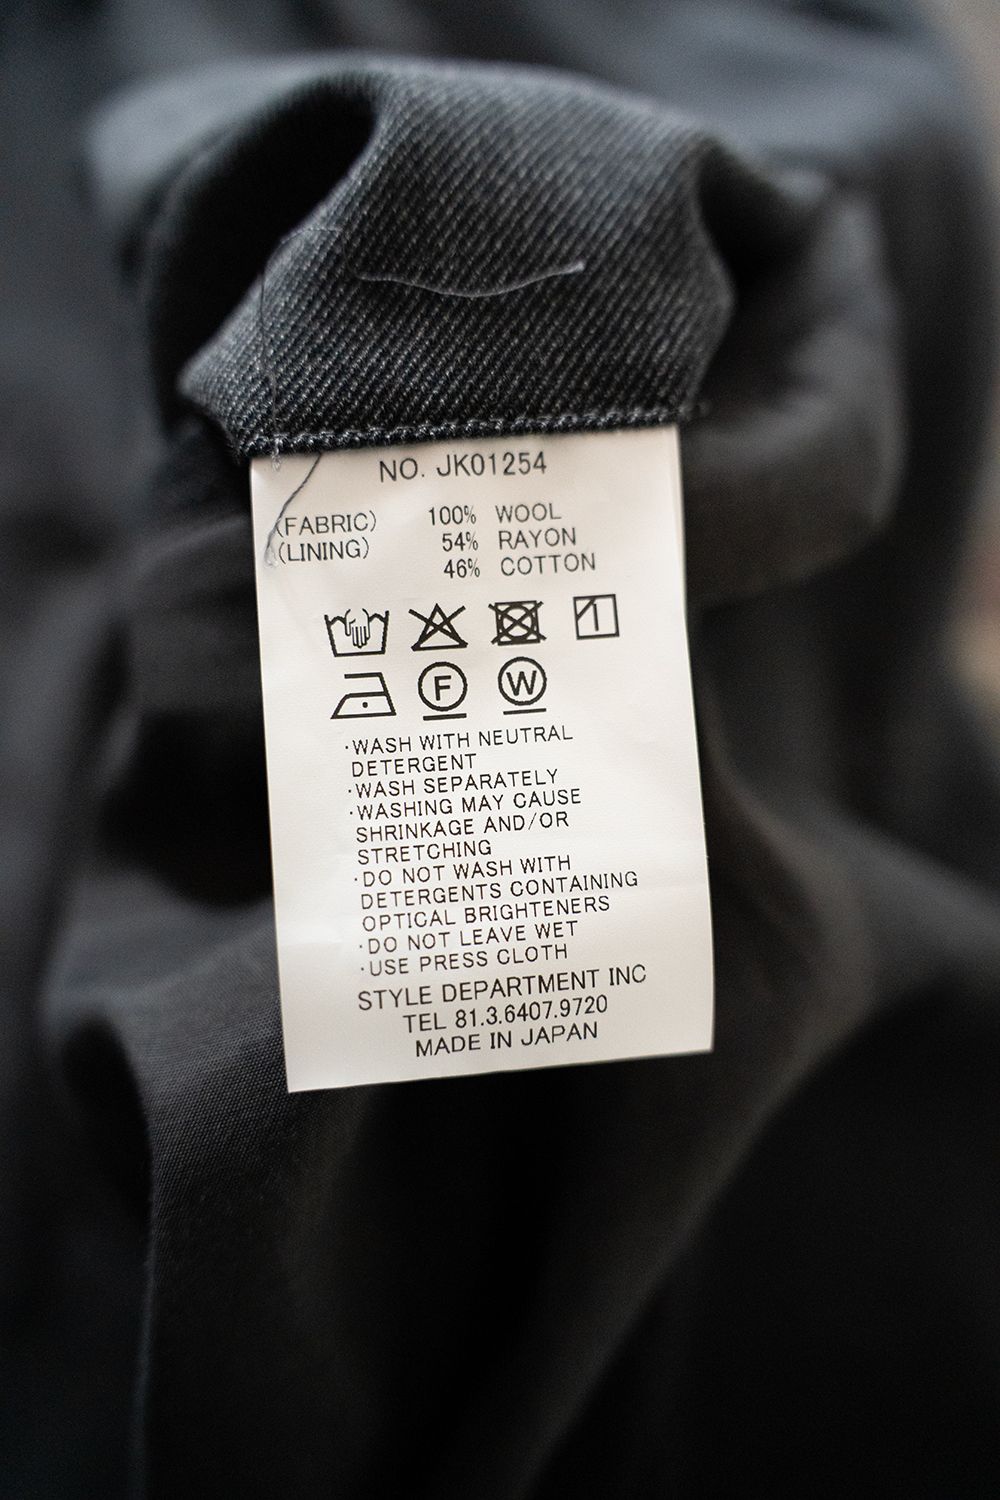 NO. JK01254
(FABRIC) 100% WOOL
(LINING) 54% RAYON
46% COTTON
F W
·WASH WITH NEUTRAL
DETERGENT
·WASH SEPARATELY
·WASHING MAY CAUSE
SHRINKAGE AND/OR
STRETCHING
·DO NOT WASH WITH
DETERGENTS CONTAINING
OPTICAL BRIGHTENERS
·DO NOT LEAVE WET
·USE PRESS CLOTH
STYLE DEPARTMENT INC
TEL 81.3.6407.9720
MADE IN JAPAN